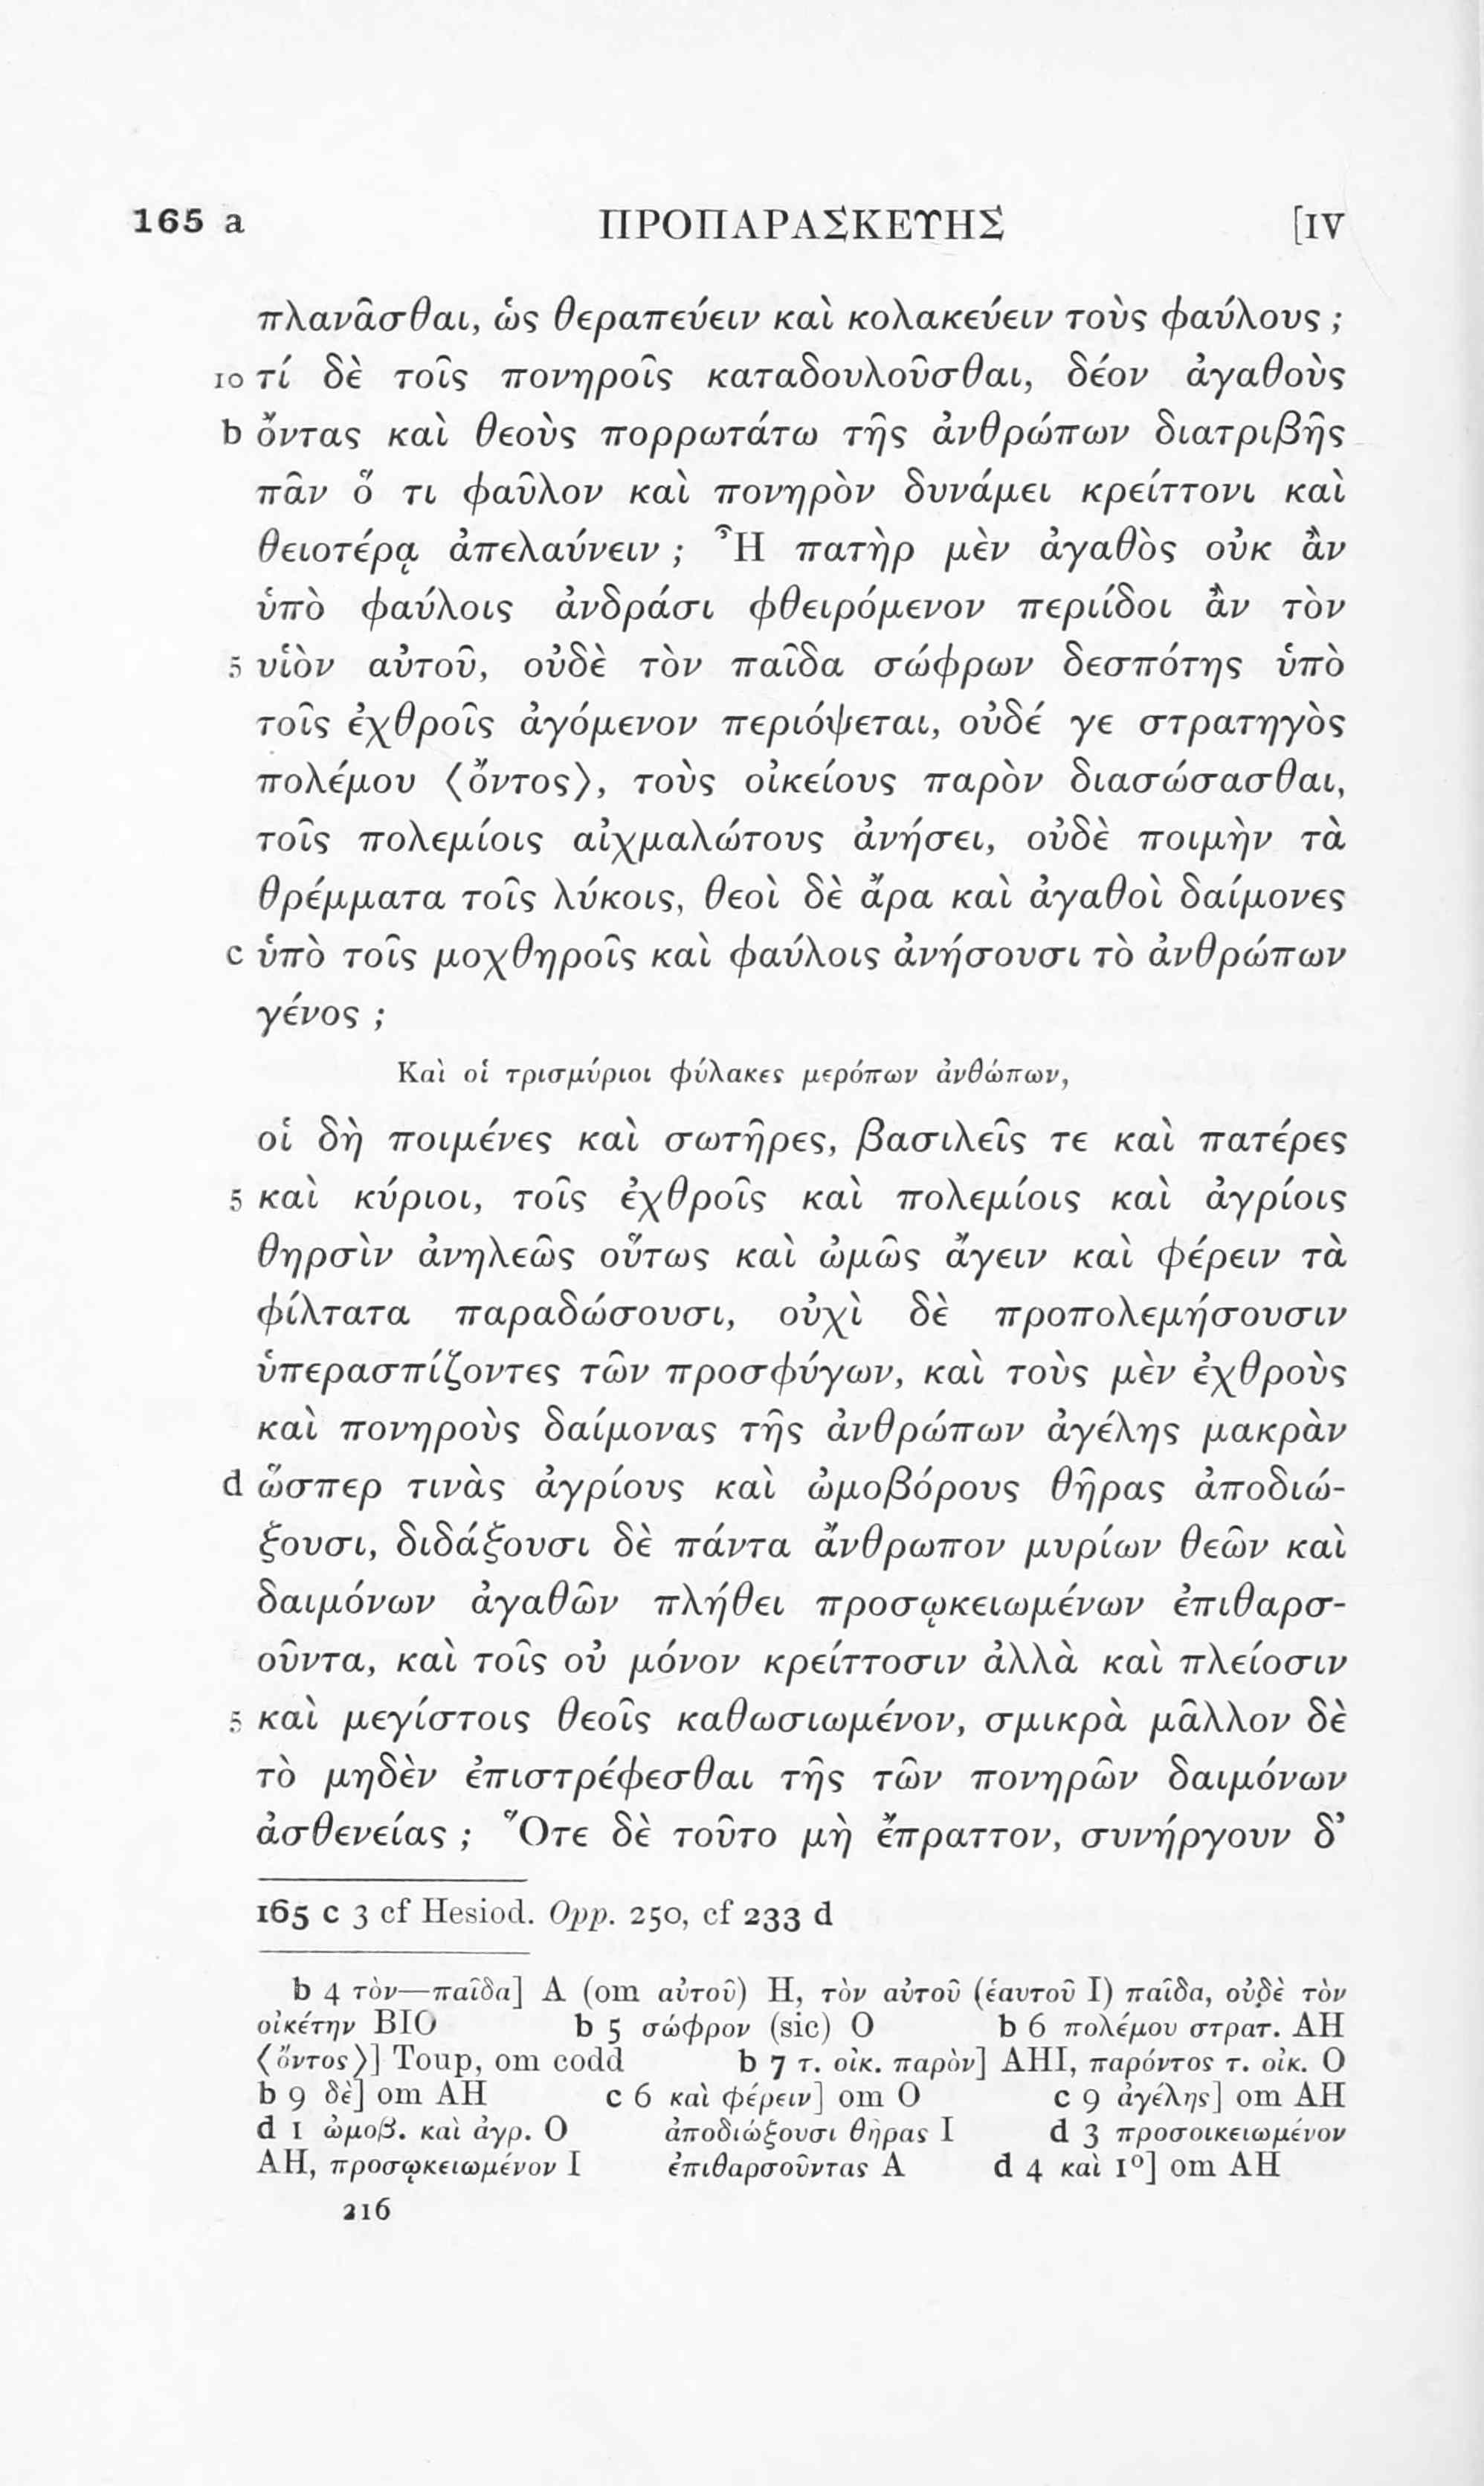 165 a ΠΡΟΠΑΡΑΣΚΕΥΗΣ [IV
πλανᾶσθαι, ὡς θεραπεύειν καὶ κολακεύειν τοὺς φαύλους ;
10 τί δὲ τοῖς πονηροῖς καταδουλοῦσθαι, δέον ἀγαθοὺς
b ὄντας καὶ θεοὺς πορρωτάτω τῆς ἀνθρώπων διατριβῆς
πᾶν ὅ τι φαῦλον καὶ πονηρὸν δυνάμει κρείττονι καὶ
θειοτέρᾳ ἀπελαύνειν ; Ἢ πατὴρ μὲν ἀγαθὸς οὐκ ἂν
ὑπὸ φαύλοις ἀνδράσι φθειρόμενον περιίδοι ἂν τὸν
5 υἱὸν αὐτοῦ, οὐδὲ τὸν παῖδα σώφρων δεσπότης ὑπὸ
τοῖς ἐχθροῖς ἀγόμενον περιόψεται, οὐδέ γε στρατηγὸς
πολέμου ⟨ὄντος⟩, τοὺς οἰκείους παρὸν διασώσασθαι,
τοῖς πολεμίοις αἰχμαλώτους ἀνήσει, οὐδὲ ποιμὴν τὰ
θρέμματα τοῖς λύκοις, θεοὶ δὲ ἄρα καὶ ἀγαθοὶ δαίμονες
c ὑπὸ τοῖς μοχθηροῖς καὶ φαύλοις ἀνήσουσι τὸ ἀνθρώπων
γένος ;
Καὶ οἱ τρισμύριοι φύλακες μερόπων ἀνθώπων,
οἱ δὴ ποιμένες καὶ σωτῆρες, βασιλεῖς τε καὶ πατέρες
5 καὶ κύριοι, τοῖς ἐχθροῖς καὶ πολεμίοις καὶ ἀγρίοις
θηρσὶν ἀνηλεῶς οὕτως καὶ ὠμῶς ἄγειν καὶ φέρειν τὰ
φίλτατα παραδώσουσι, οὐχὶ δὲ προπολεμήσουσιν
ὑπερασπίζοντες τῶν προσφύγων, καὶ τοὺς μὲν ἐχθροὺς
καὶ πονηροὺς δαίμονας τῆς ἀνθρώπων ἀγέλης μακρὰν
d ὥσπερ τινὰς ἀγρίους καὶ ὠμοβόρους θῆρας ἀποδιώ-
ξουσι, διδάξουσι δὲ πάντα ἄνθρωπον μυρίων θεῶν καὶ
δαιμόνων ἀγαθῶν πλήθει προσῳκειωμένων ἐπιθαρσ-
οῦντα, καὶ τοῖς οὐ μόνον κρείττοσιν ἀλλὰ καὶ πλείοσιν
5 καὶ μεγίστοις θεοῖς καθωσιωμένον, σμικρὰ μᾶλλον δὲ
τὸ μηδὲν ἐπιστρέφεσθαι τῆς τῶν πονηρῶν δαιμόνων
ἀσθενείας ; Ὅτε δὲ τοῦτο μὴ ἔπραττον, συνήργουν δ’
165 c 3 cf Hesiod. Opp. 250, cf 233 d
b 4 τὸν—παῖδα] A (om αὐτοῦ) H, τὸν αὐτοῦ (ἑαυτοῦ I) παῖδα, οὐδὲ τὸν
οἰκέτην BIO b 5 σώφρον (sic) O b 6 πολέμου στρατ. AH
⟨ὄντος⟩] Toup, om codd b 7 τ. οἰκ. παρὸν] AHI, παρόντος τ. οἰκ. O
b 9 δὲ] om AH c 6 καὶ φέρειν] om O c 9 ἀγέλης] om AH
d 1 ὠμοβ. καὶ ἀγρ. O ἀποδιώξουσι θῆρας I d 3 προσοικειωμένον
AH, προσῳκειωμένον I ἐπιθαρσοῦντας A d 4 καὶ 1º] om AH
216